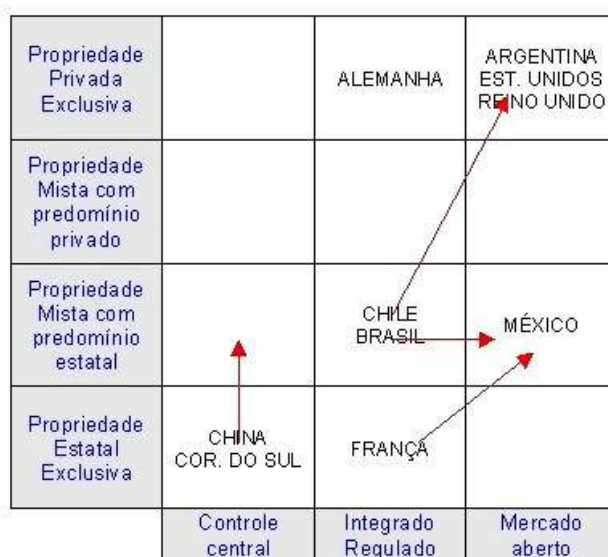 Propriedade
Privada
Exclusiva
ALEMANHA
ARGENTINA
EST. UNIDOS
REINO UNIDO
Propriedade
Mista com
predomínio
privado
Propriedade
Mista com
predomínio
estatal
CHILE
BRASIL
MÉXICO
Propriedade
Estatal
Exclusiva
CHINA
COR. DO SUL
FRANÇA
Controle
central
Integrado
Regulado
Mercado
aberto